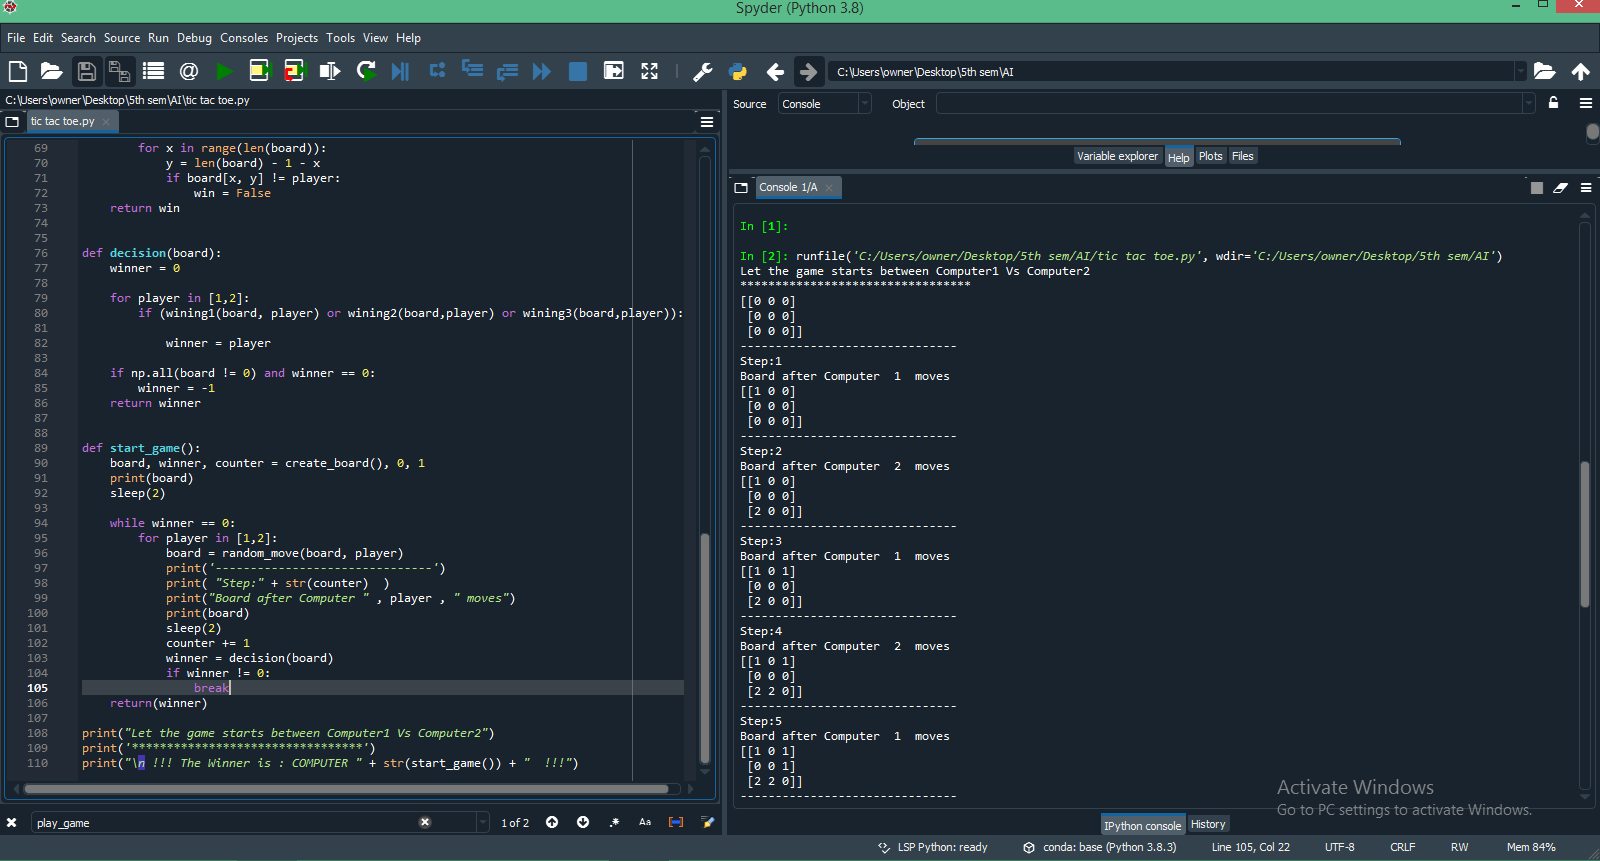 Spyder (Python 3.8)
File Edit Search Source Run Debug Consoles Projects Tools View Help
C:\Users\owner\Desktop\5th sem\AI
C:\Users\owner\Desktop\5th sem\AI\tic tac toe.py
tic tac toe.py
69         for x in range(len(board)):
70             y = len(board) - 1 - x
71             if board[x, y] != player:
72                 win = False
73     return win
74
75
76 def decision(board):
77     winner = 0
78
79     for player in [1,2]:
80         if (wining1(board, player) or wining2(board,player) or wining3(board,player)):
81
82             winner = player
83
84     if np.all(board != 0) and winner == 0:
85         winner = -1
86     return winner
87
88
89 def start_game():
90     board, winner, counter = create_board(), 0, 1
91     print(board)
92     sleep(2)
93
94     while winner == 0:
95         for player in [1,2]:
96             board = random_move(board, player)
97             print('-------------------------------')
98             print( "Step:" + str(counter)  )
99             print("Board after Computer " , player , " moves")
100             print(board)
101             sleep(2)
102             counter += 1
103             winner = decision(board)
104             if winner != 0:
105                 break
106     return(winner)
107
108 print("Let the game starts between Computer1 Vs Computer2")
109 print('*********************************')
110 print("\n !!! The Winner is : COMPUTER " + str(start_game()) + "  !!!")
play_game
1 of 2
Aa
Source Console Object
Variable explorer Help Plots Files
Console 1/A
In [1]:
In [2]: runfile('C:/Users/owner/Desktop/5th sem/AI/tic tac toe.py', wdir='C:/Users/owner/Desktop/5th sem/AI')
Let the game starts between Computer1 Vs Computer2
*********************************
[[0 0 0]
 [0 0 0]
 [0 0 0]]
-------------------------------
Step:1
Board after Computer  1  moves
[[1 0 0]
 [0 0 0]
 [0 0 0]]
-------------------------------
Step:2
Board after Computer  2  moves
[[1 0 0]
 [0 0 0]
 [2 0 0]]
-------------------------------
Step:3
Board after Computer  1  moves
[[1 0 1]
 [0 0 0]
 [2 0 0]]
-------------------------------
Step:4
Board after Computer  2  moves
[[1 0 1]
 [0 0 0]
 [2 2 0]]
-------------------------------
Step:5
Board after Computer  1  moves
[[1 0 1]
 [0 0 1]
 [2 2 0]]
-------------------------------
Activate Windows
Go to PC settings to activate Windows.
IPython console History
LSP Python: ready conda: base (Python 3.8.3) Line 105, Col 22 UTF-8 CRLF RW Mem 84%